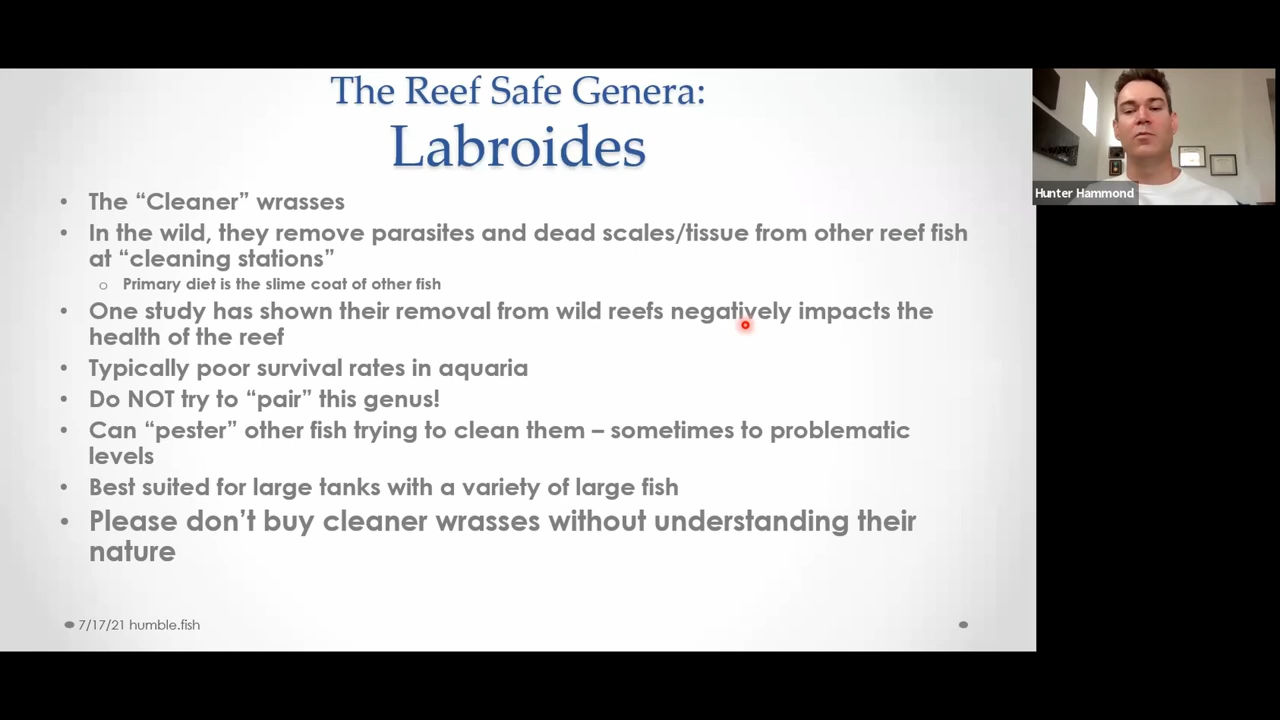 The Reef Safe Genera:
Labroides
• The “Cleaner” wrasses
• In the wild, they remove parasites and dead scales/tissue from other reef fish
at “cleaning stations”
o Primary diet is the slime coat of other fish
• One study has shown their removal from wild reefs negatively impacts the
health of the reef
• Typically poor survival rates in aquaria
• Do NOT try to “pair” this genus!
• Can “pester” other fish trying to clean them – sometimes to problematic
levels
• Best suited for large tanks with a variety of large fish
• Please don’t buy cleaner wrasses without understanding their
nature
7/17/21 humble.fish
Hunter Hammond